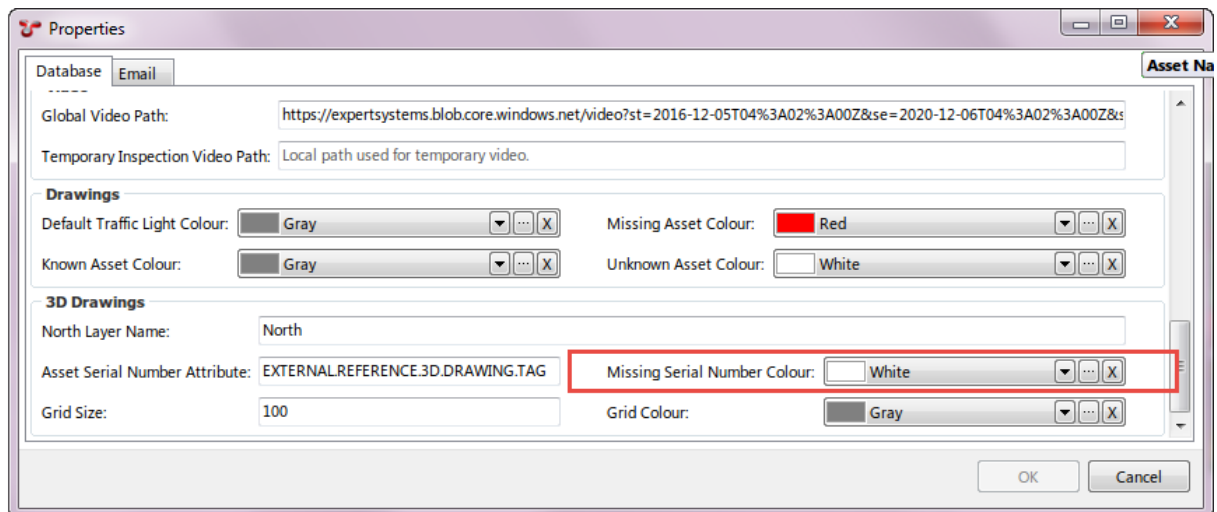 Properties
Database Email
Asset Na
Global Video Path: https://expertsystems.blob.core.windows.net/video?st=2016-12-05T04%3A02%3A00Z&se=2020-12-06T04%3A02%3A00Z&s
Temporary Inspection Video Path: Local path used for temporary video.
Drawings
Default Traffic Light Colour: Gray Missing Asset Colour: Red
Known Asset Colour: Gray Unknown Asset Colour: White
3D Drawings
North Layer Name: North
Asset Serial Number Attribute: EXTERNAL.REFERENCE.3D.DRAWING.TAG Missing Serial Number Colour: White
Grid Size: 100 Grid Colour: Gray
OK Cancel